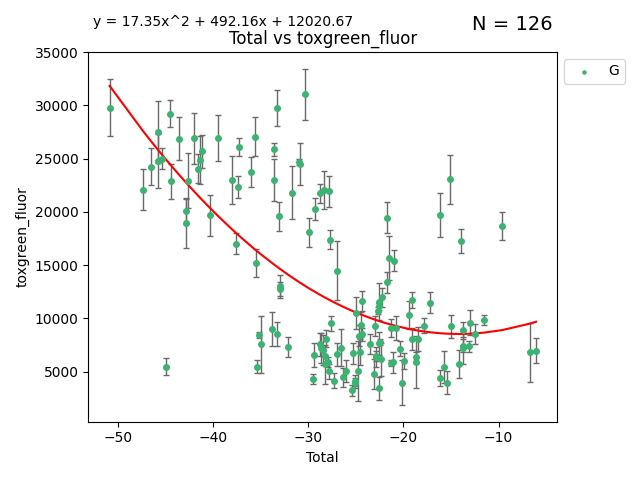 y = 17.35x^2 + 492.16x + 12020.67
N = 126
Total vs toxgreen_fluor
G
35000
30000
25000
20000
15000
10000
5000
toxgreen_fluor
−50 −40 −30 −20 −10
Total